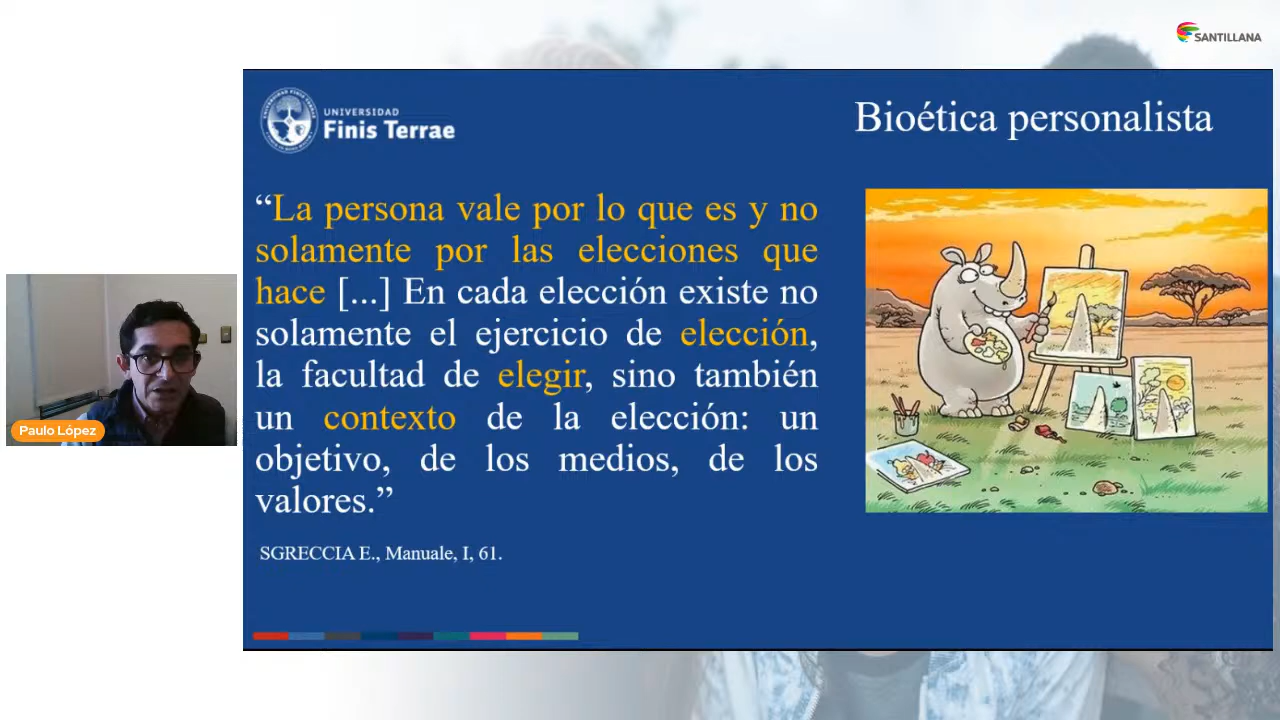 SANTILLANA
UNIVERSIDAD
Finis Terrae
Bioética personalista
“La persona vale por lo que es y no
solamente por las elecciones que
hace [...] En cada elección existe no
solamente el ejercicio de elección,
la facultad de elegir, sino también
un contexto de la elección: un
objetivo, de los medios, de los
valores.”
SGRECCIA E., Manuale, I, 61.
Paulo López